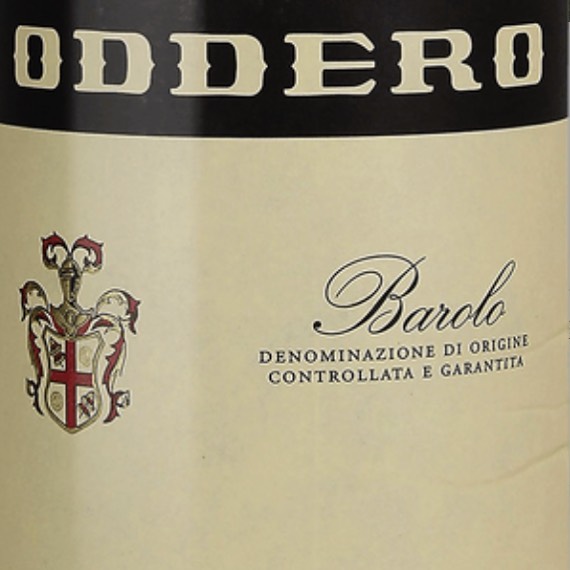 ODDERO
Barolo
DENOMINAZIONE DI ORIGINE
CONTROLLATA E GARANTITA